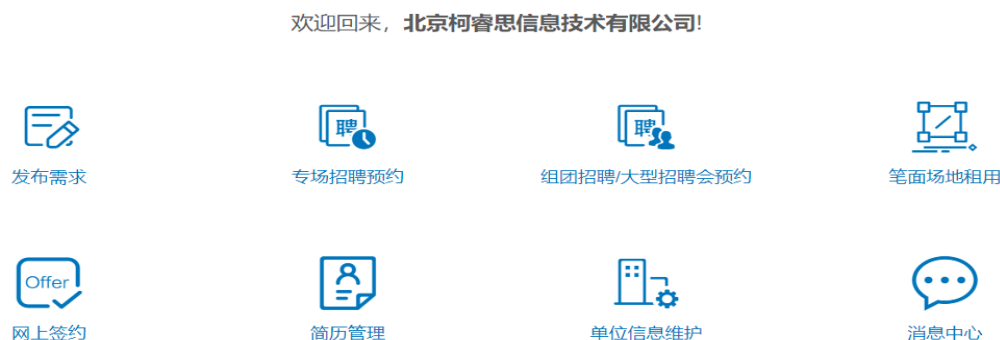 欢迎回来，北京柯睿思信息技术有限公司!
聘 聘
发布需求 专场招聘预约 组团招聘/大型招聘会预约 笔面场地租用
Offer
网上签约 简历管理 单位信息维护 消息中心